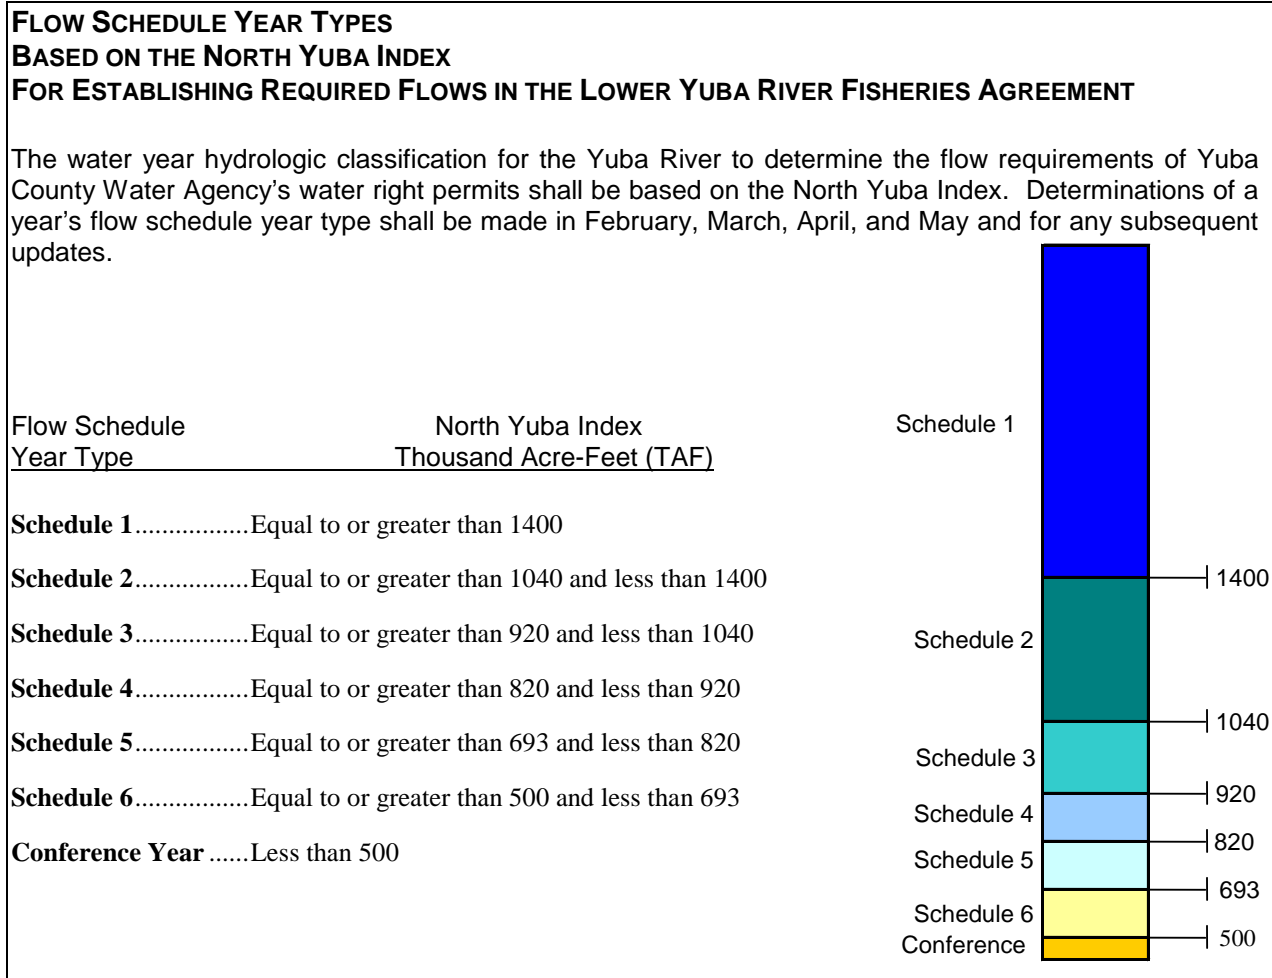 FLOW SCHEDULE YEAR TYPES
BASED ON THE NORTH YUBA INDEX
FOR ESTABLISHING REQUIRED FLOWS IN THE LOWER YUBA RIVER FISHERIES AGREEMENT
The water year hydrologic classification for the Yuba River to determine the flow requirements of Yuba
County Water Agency's water right permits shall be based on the North Yuba Index. Determinations of a
year's flow schedule year type shall be made in February, March, April, and May and for any subsequent
updates.
Flow Schedule North Yuba Index
Year Type Thousand Acre-Feet (TAF)
Schedule 1.................Equal to or greater than 1400
Schedule 2.................Equal to or greater than 1040 and less than 1400
Schedule 3.................Equal to or greater than 920 and less than 1040
Schedule 4.................Equal to or greater than 820 and less than 920
Schedule 5.................Equal to or greater than 693 and less than 820
Schedule 6.................Equal to or greater than 500 and less than 693
Conference Year ......Less than 500
Schedule 1
1400
Schedule 2
1040
Schedule 3
920
Schedule 4
820
Schedule 5
693
Schedule 6
500
Conference